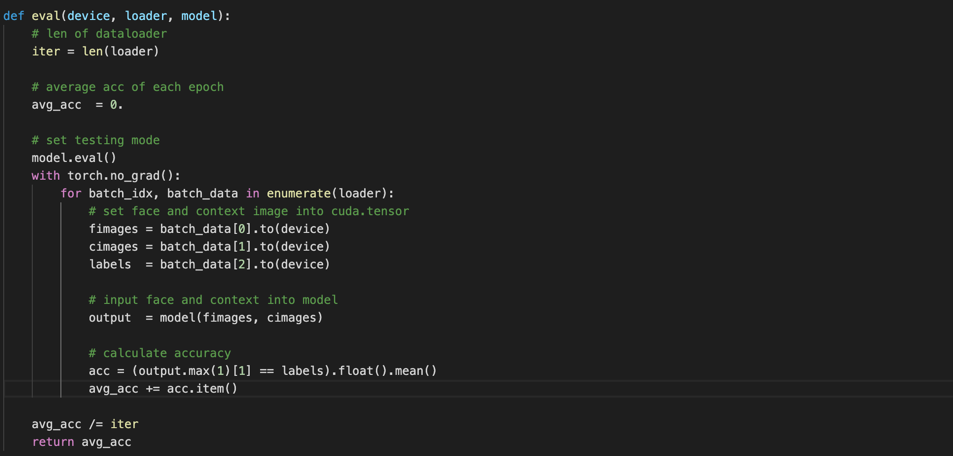 def eval(device, loader, model):
    # len of dataloader
    iter = len(loader)

    # average acc of each epoch
    avg_acc  = 0.

    # set testing mode
    model.eval()
    with torch.no_grad():
        for batch_idx, batch_data in enumerate(loader):
            # set face and context image into cuda.tensor
            fimages = batch_data[0].to(device)
            cimages = batch_data[1].to(device)
            labels  = batch_data[2].to(device)

            # input face and context into model
            output  = model(fimages, cimages)

            # calculate accuracy
            acc = (output.max(1)[1] == labels).float().mean()
            avg_acc += acc.item()

    avg_acc /= iter
    return avg_acc